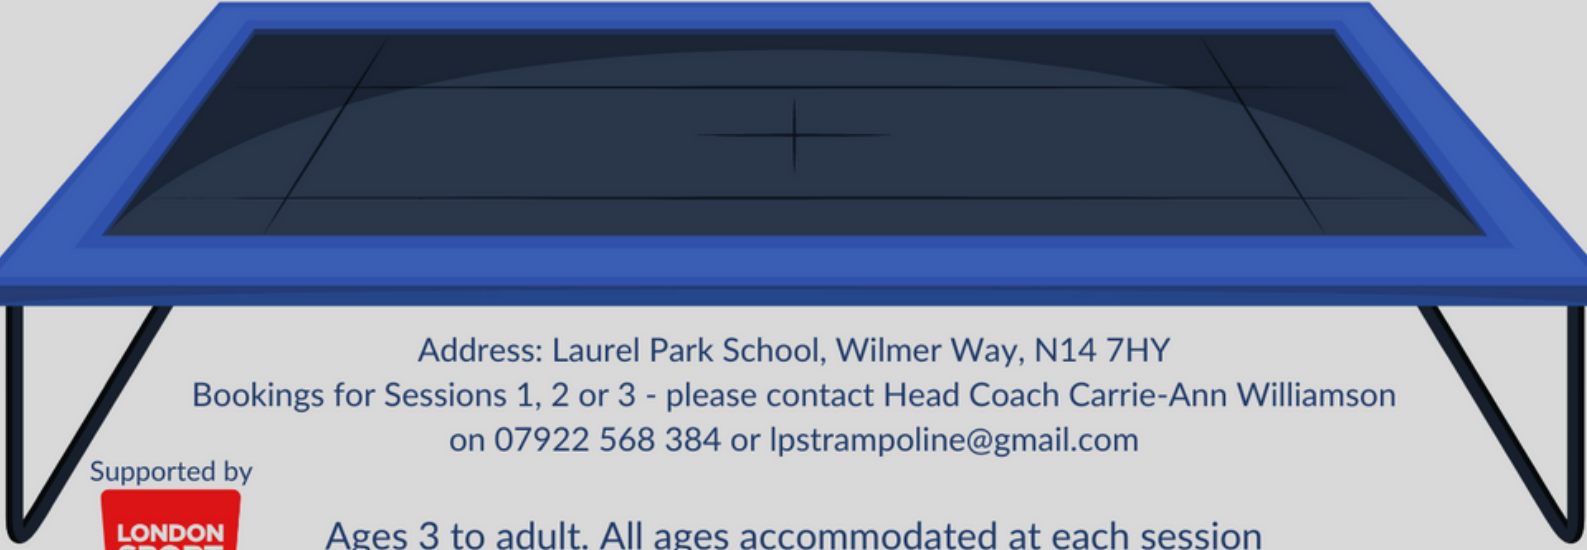 Address: Laurel Park School, Wilmer Way, N14 7HY
Bookings for Sessions 1, 2 or 3 - please contact Head Coach Carrie-Ann Williamson
on 07922 568 384 or lpstrampoline@gmail.com
Supported by
LONDON
SPORT
Ages 3 to adult. All ages accommodated at each session